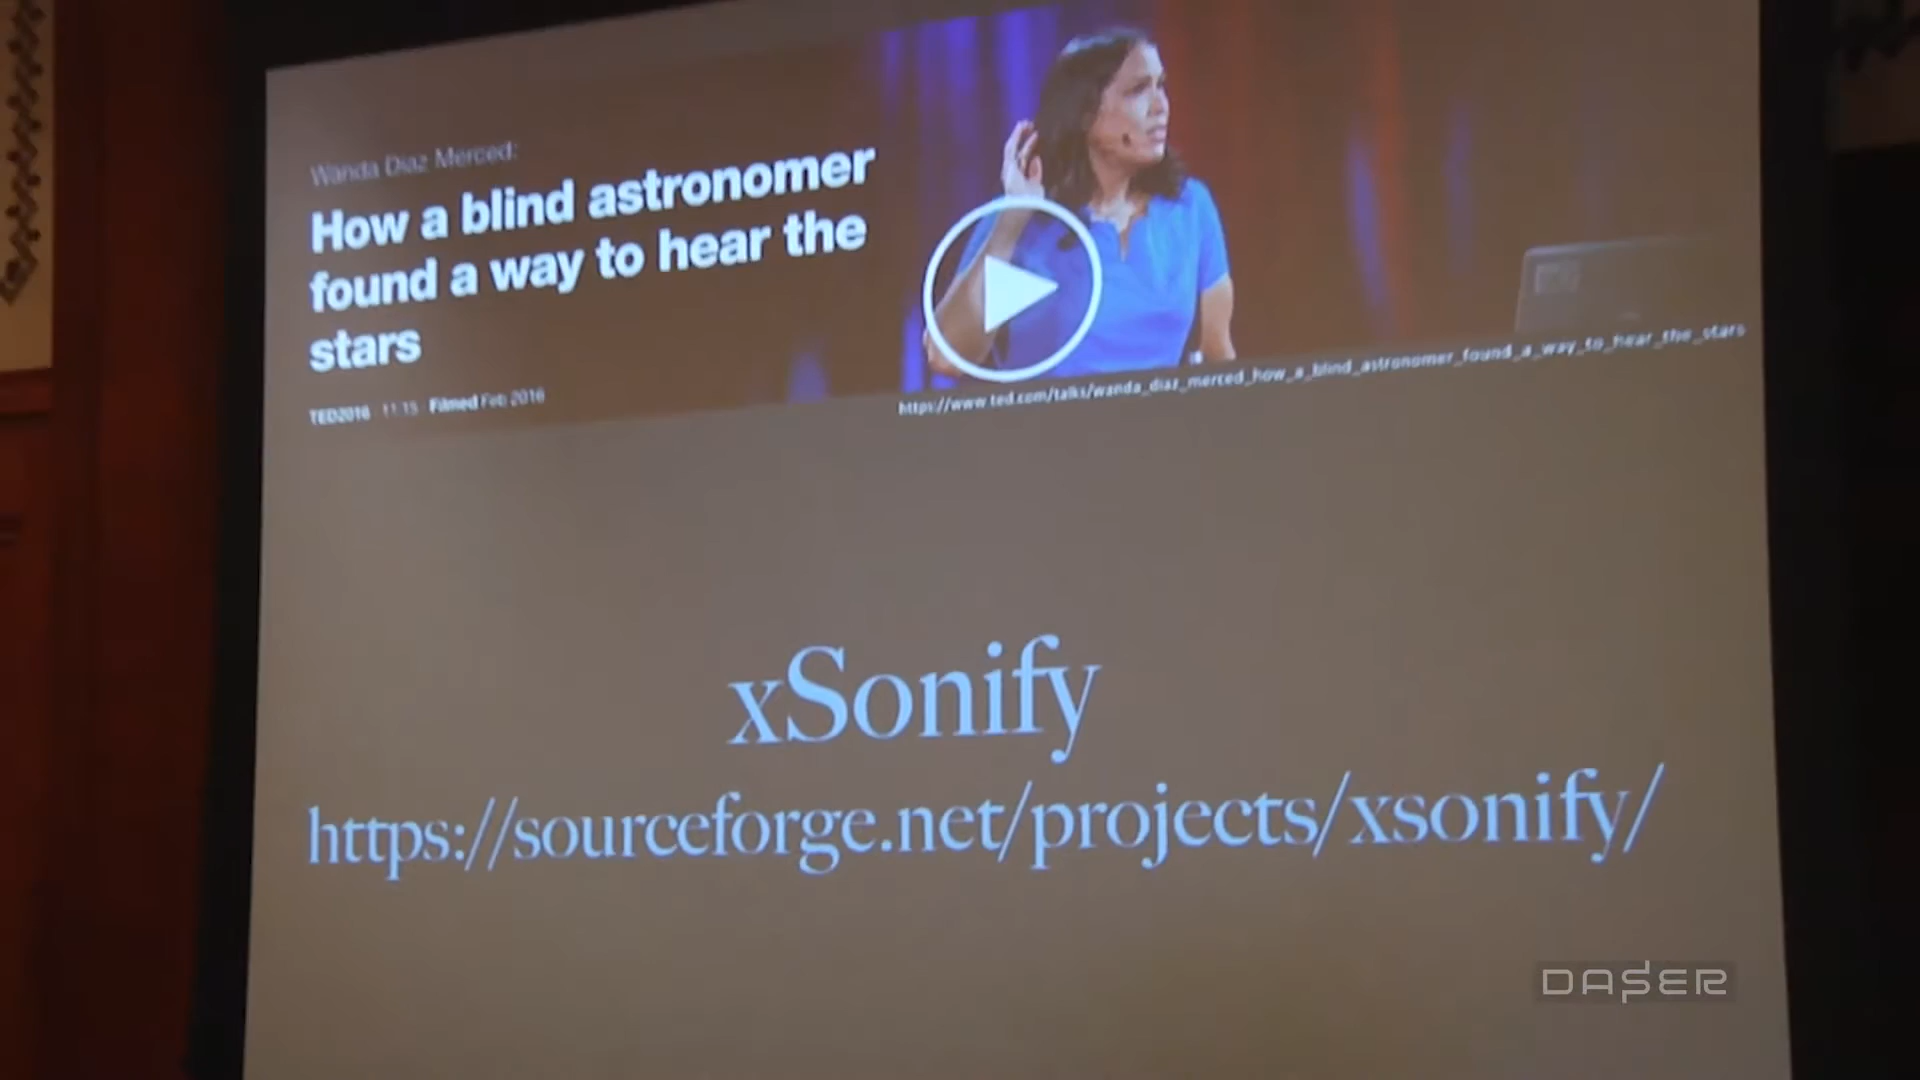 Wanda Diaz Merced:
How a blind astronomer
found a way to hear the
stars
TED2016 11:15 Filmed Feb 2016
https://www.ted.com/talks/wanda_diaz_merced_how_a_blind_astronomer_found_a_way_to_hear_the_stars
xSonify
https://sourceforge.net/projects/xsonify/
DASER